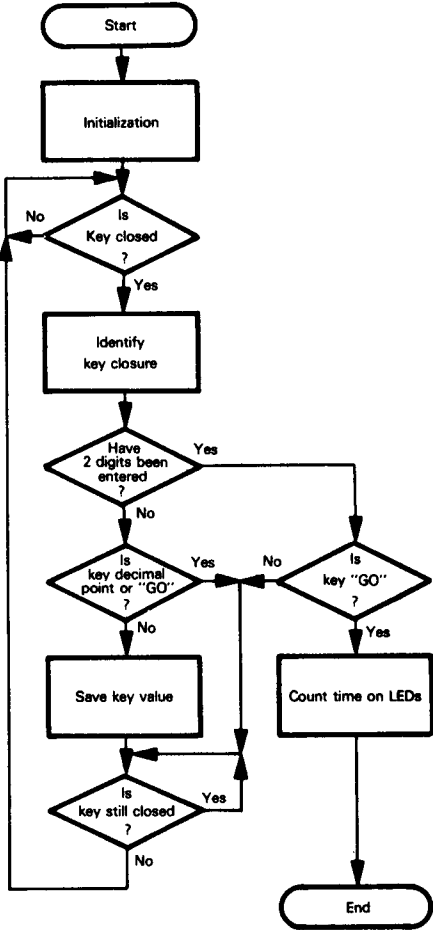 Start
Initialization
Is
Key closed
?
No
Yes
Identify
key closure
Have
2 digits been
entered
?
Yes
No
Is
key decimal
point or "GO"
?
Yes
No
Is
key "GO"
?
No
Yes
Save key value
Count time on LEDs
Is
key still closed
?
Yes
No
End